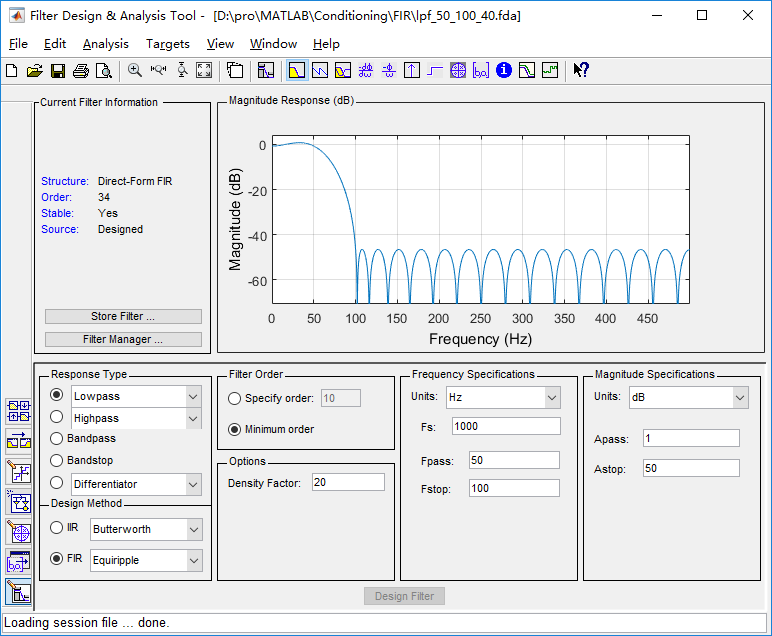 Filter Design & Analysis Tool - [D:\pro\MATLAB\Conditioning\FIR\lpf_50_100_40.fda]
File Edit Analysis Targets View Window Help
Current Filter Information
Structure: Direct-Form FIR
Order: 34
Stable: Yes
Source: Designed
Store Filter ...
Filter Manager ...
Magnitude Response (dB)
Magnitude (dB)
0
-20
-40
-60
0 50 100 150 200 250 300 350 400 450
Frequency (Hz)
Response Type
Lowpass
Highpass
Bandpass
Bandstop
Differentiator
Design Method
IIR Butterworth
FIR Equiripple
Filter Order
Specify order: 10
Minimum order
Options
Density Factor: 20
Frequency Specifications
Units: Hz
Fs: 1000
Fpass: 50
Fstop: 100
Magnitude Specifications
Units: dB
Apass: 1
Astop: 50
Design Filter
Loading session file ... done.